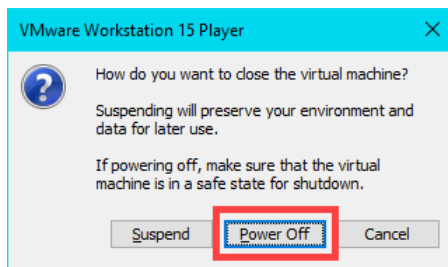 VMware Workstation 15 Player
How do you want to close the virtual machine?
Suspending will preserve your environment and
data for later use.
If powering off, make sure that the virtual
machine is in a safe state for shutdown.
Suspend Power Off Cancel